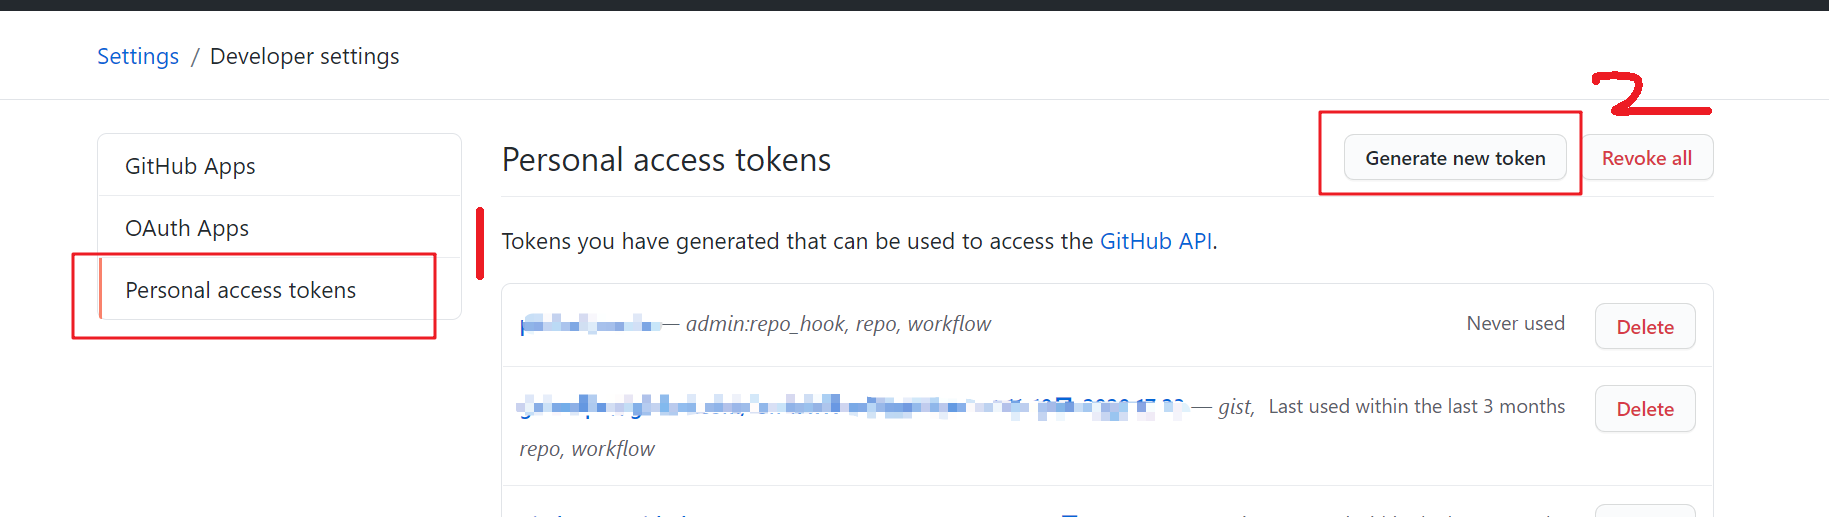 Settings / Developer settings
2
GitHub Apps
OAuth Apps
Personal access tokens
1
Personal access tokens
Generate new token
Revoke all
Tokens you have generated that can be used to access the GitHub API.
— admin:repo_hook, repo, workflow
Never used
Delete
— gist,
Last used within the last 3 months
Delete
repo, workflow